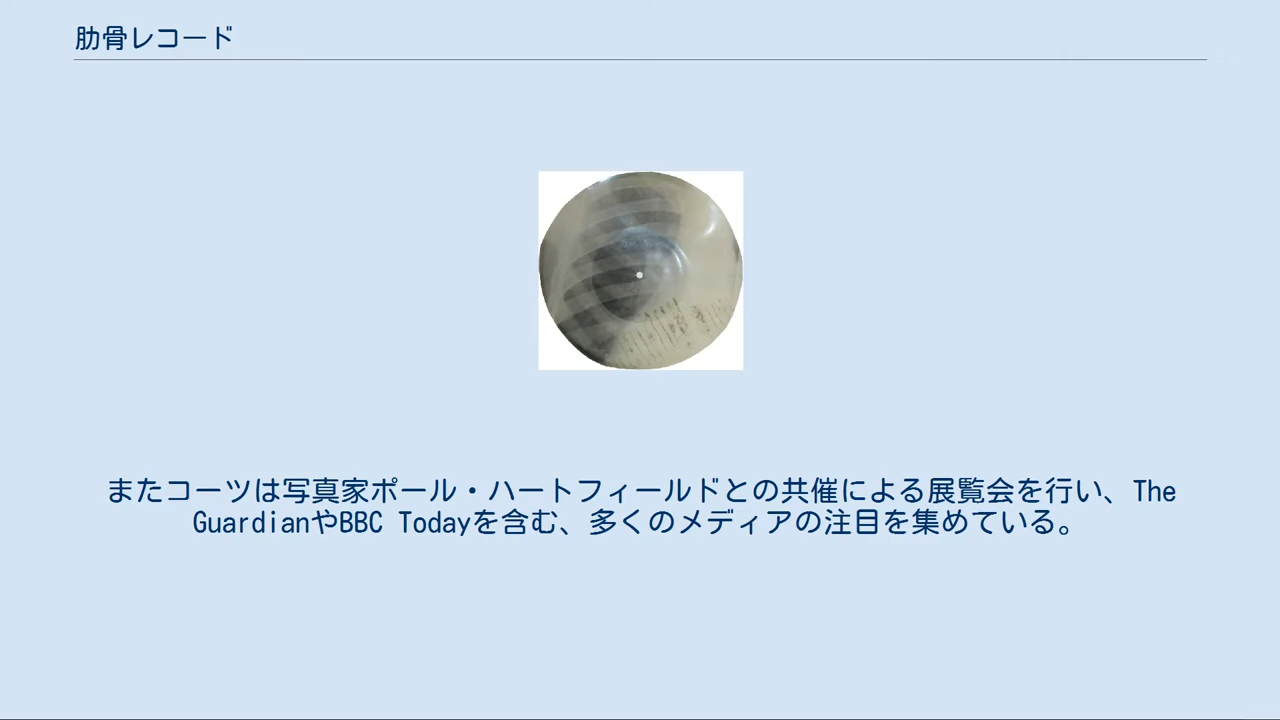 肋骨レコード
またコーツは写真家ポール・ハートフィールドとの共催による展覧会を行い、The
GuardianやBBC Todayを含む、多くのメディアの注目を集めている。